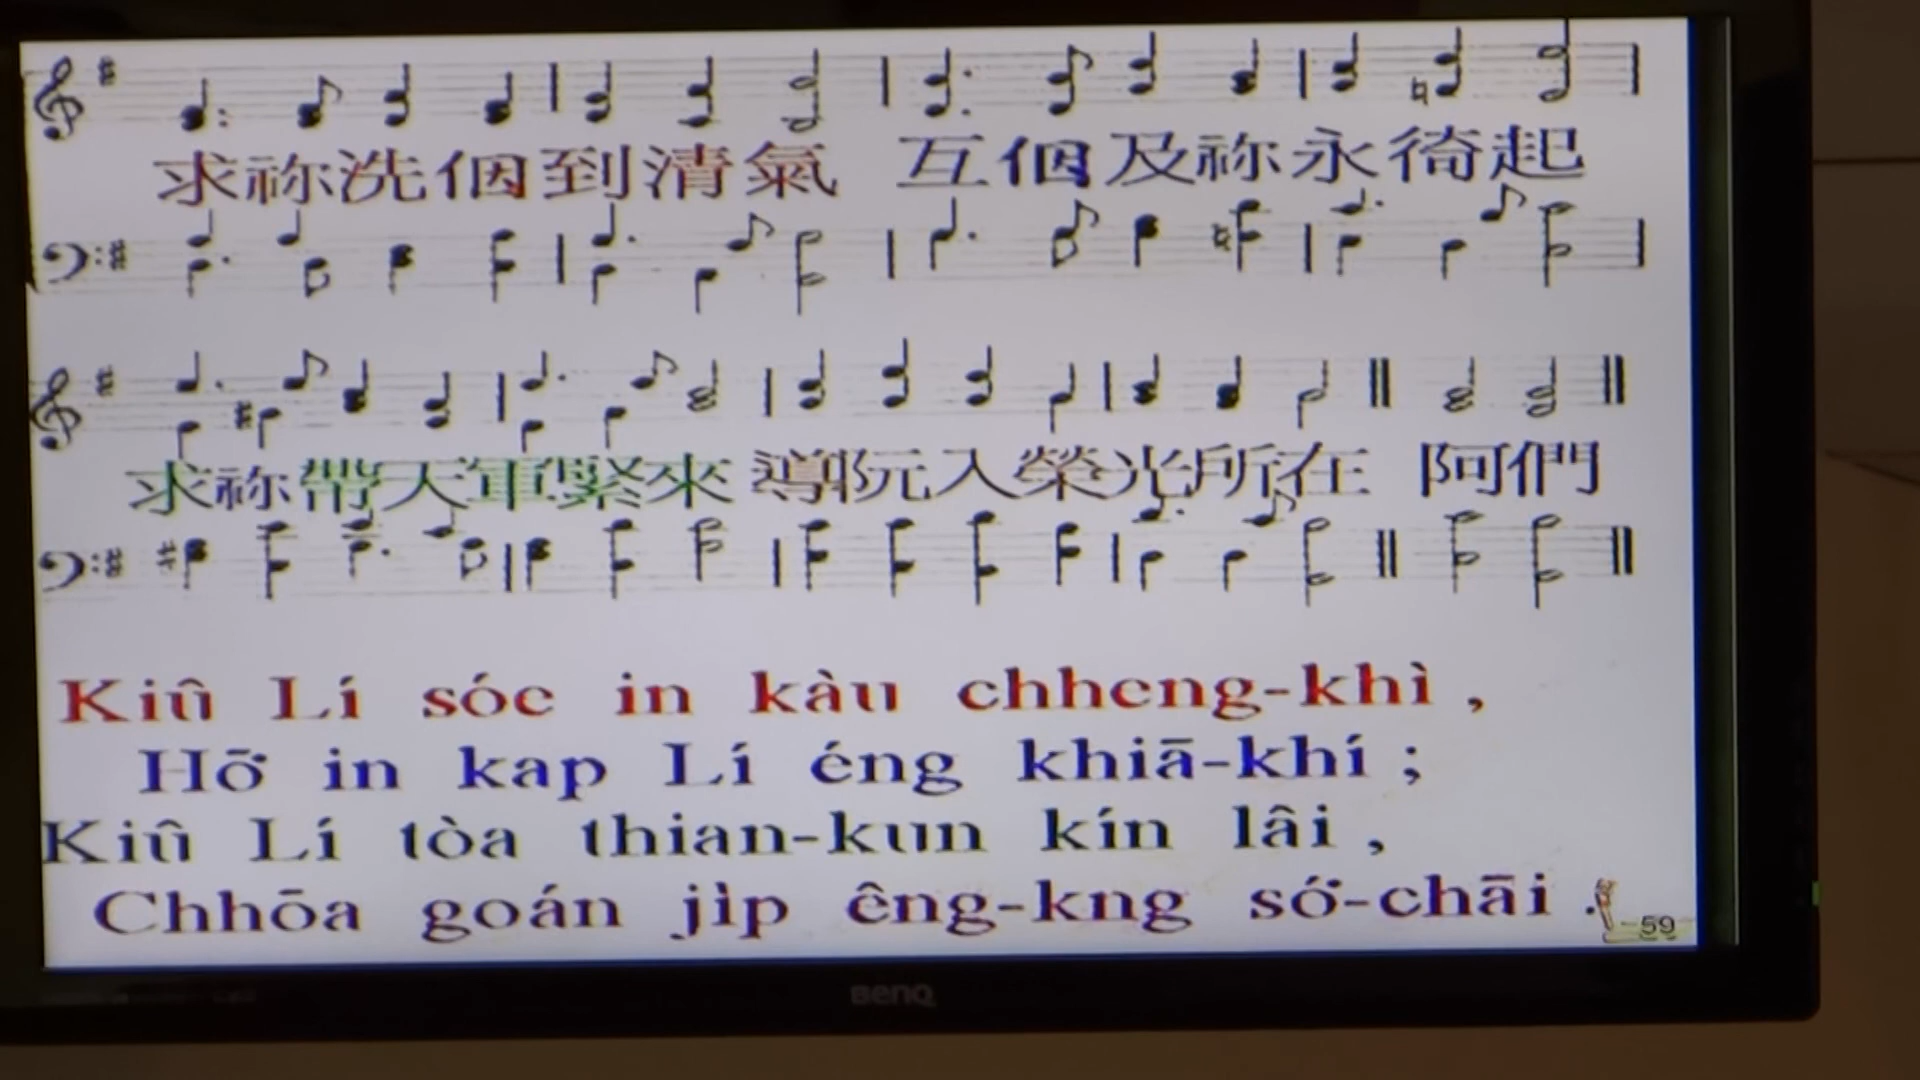 求祢洗個到清氣 互個及祢永徛起
求祢帶天軍緊來 導阮入榮光所在 阿們
Kiû Lí sóe in kàu chheng-khì ,
Hō͘ in kap Lí éng khiā-khí ;
Kiû Lí tòa thian-kun kín lâi ,
Chhōa goán ji̍p êng-kng só͘-chāi .
59
BenQ